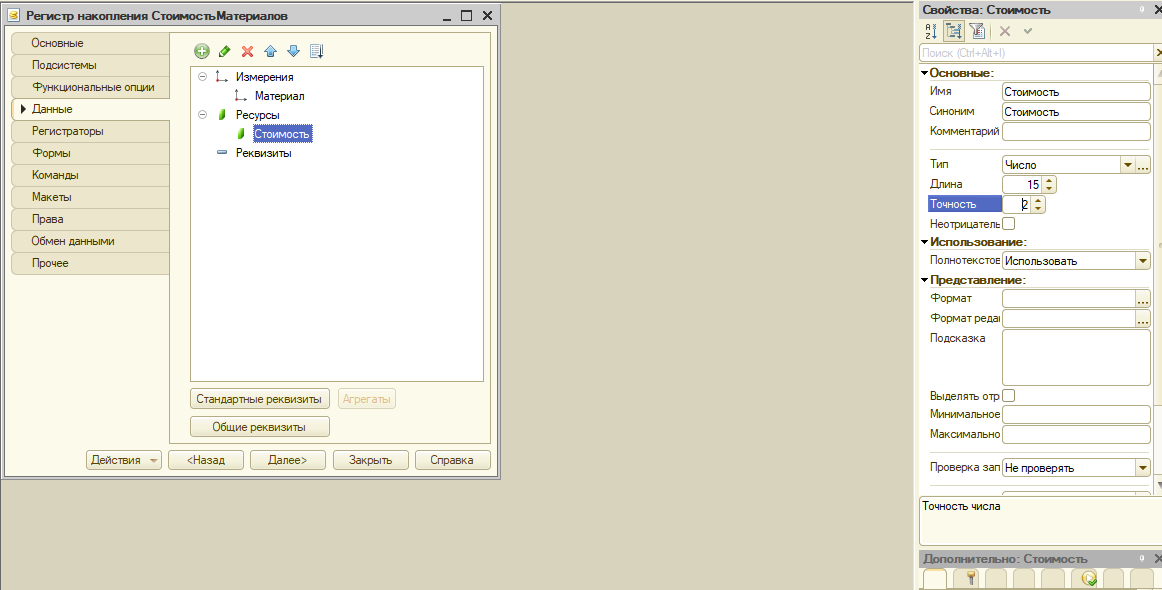 Регистр накопления СтоимостьМатериалов
Основные
Подсистемы
Функциональные опции
Данные
Регистраторы
Формы
Команды
Макеты
Права
Обмен данными
Прочее
Измерения
Материал
Ресурсы
Стоимость
Реквизиты
Стандартные реквизиты
Агрегаты
Общие реквизиты
Действия
<Назад
Далее>
Закрыть
Справка
Свойства: Стоимость
Поиск (Ctrl+Alt+I)
Основные:
Имя Стоимость
Синоним Стоимость
Комментарий
Тип Число
Длина 15
Точность 2
Неотрицатель
Использование:
Полнотекстов Использовать
Представление:
Формат
Формат редаı
Подсказка
Выделять отр
Минимальное
Максимально
Проверка зап Не проверять
Точность числа
Дополнительно: Стоимость